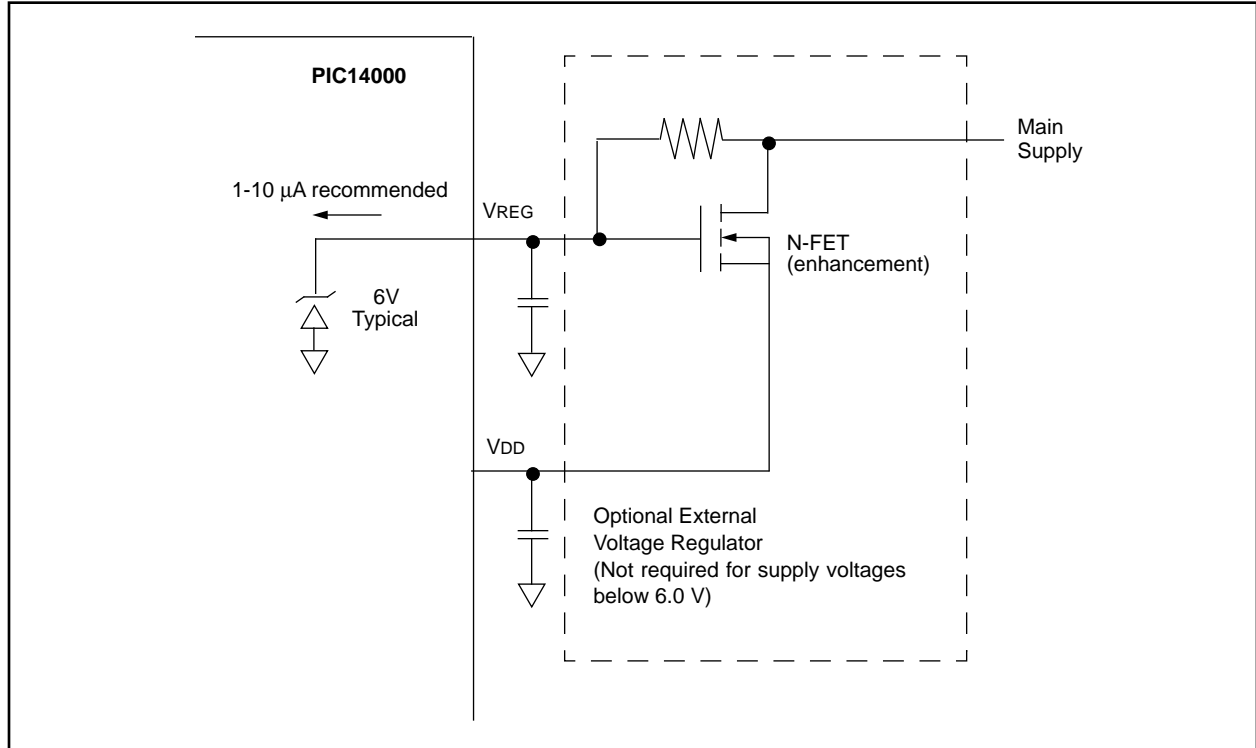 PIC14000
Main
Supply
1-10 μA recommended
VREG
N-FET
(enhancement)
6V
Typical
VDD
Optional External
Voltage Regulator
(Not required for supply voltages
below 6.0 V)